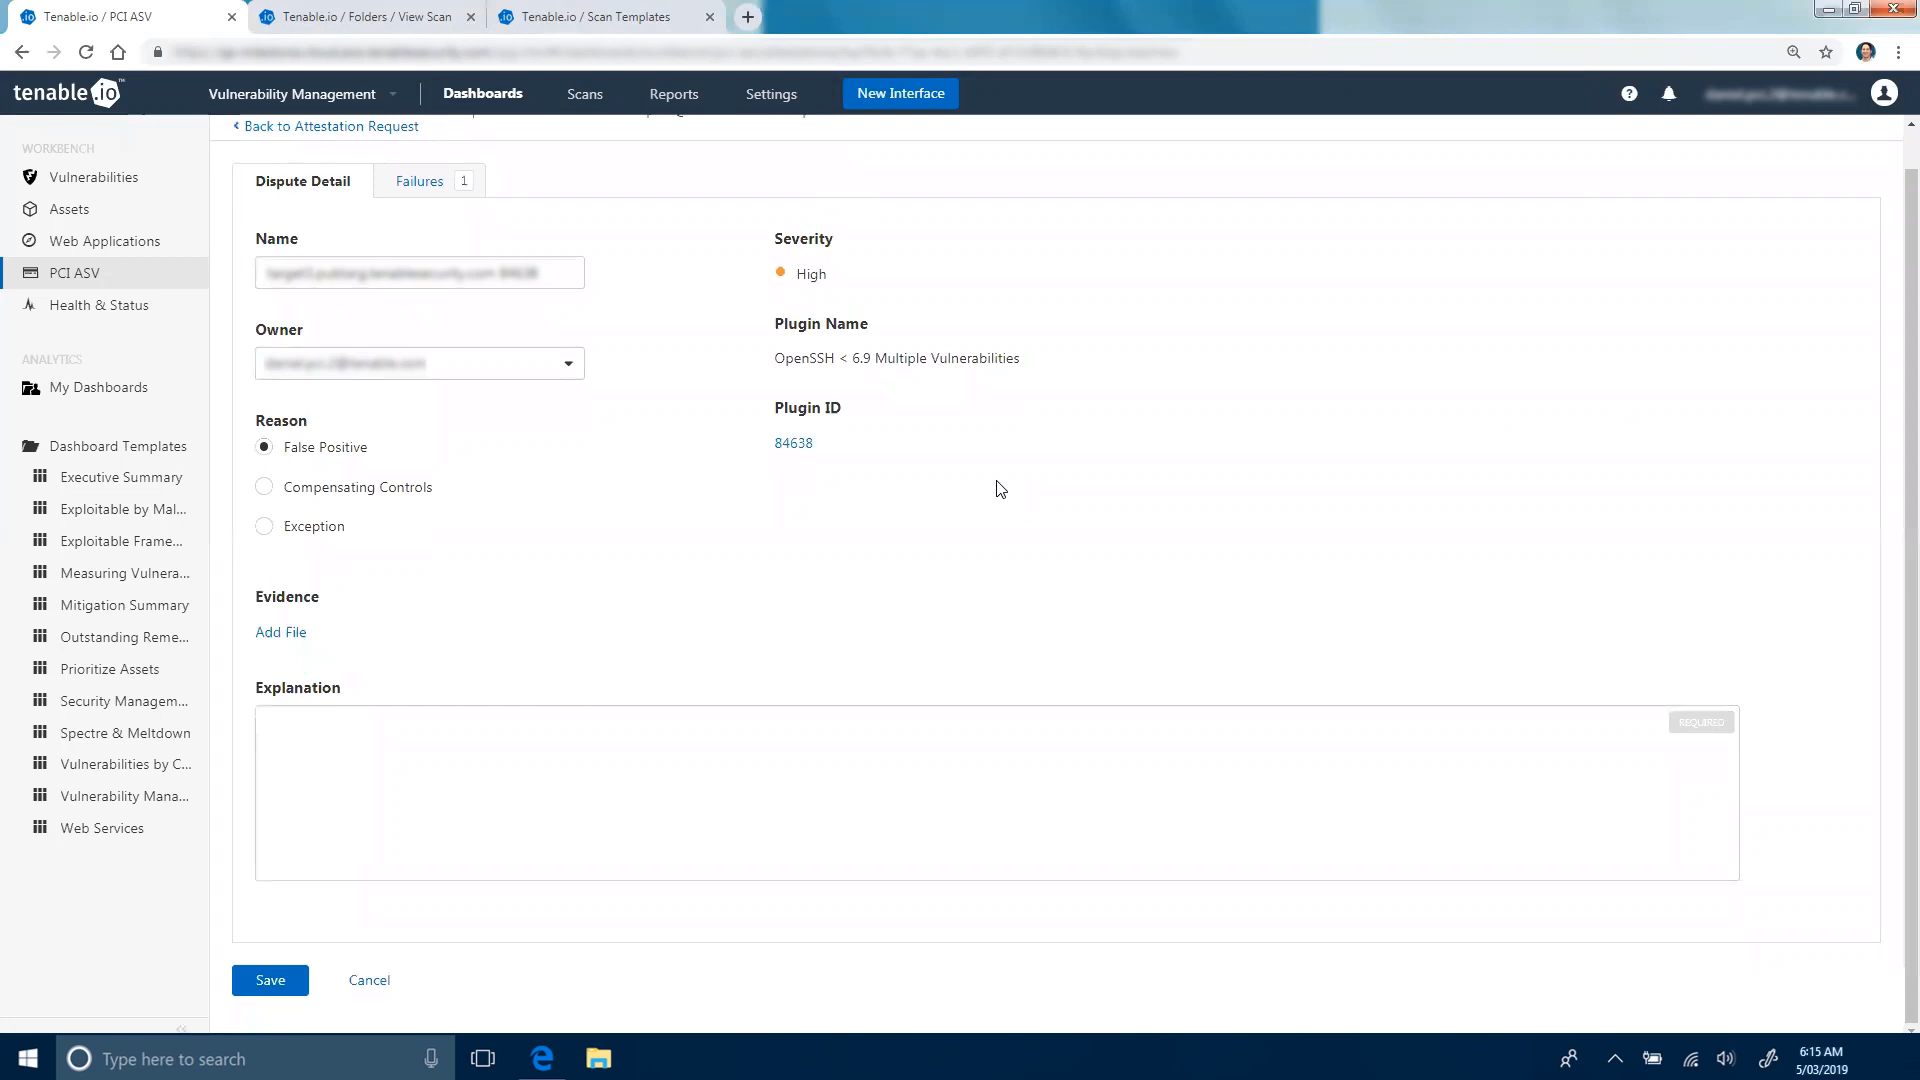 Tenable.io / PCI ASV
Tenable.io / Folders / View Scan
Tenable.io / Scan Templates
tenable.io™
Vulnerability Management
Dashboards
Scans
Reports
Settings
New Interface
Back to Attestation Request
WORKBENCH
Vulnerabilities
Assets
Web Applications
PCI ASV
Health & Status
ANALYTICS
My Dashboards
Dashboard Templates
Executive Summary
Exploitable by Mal...
Exploitable Frame...
Measuring Vulnera...
Mitigation Summary
Outstanding Reme...
Prioritize Assets
Security Managem...
Spectre & Meltdown
Vulnerabilities by C...
Vulnerability Mana...
Web Services
Dispute Detail
Failures 1
Name
Owner
Reason
False Positive
Compensating Controls
Exception
Severity
High
Plugin Name
OpenSSH < 6.9 Multiple Vulnerabilities
Plugin ID
84638
Evidence
Add File
Explanation
REQUIRED
Save
Cancel
Type here to search
6:15 AM
5/03/2019